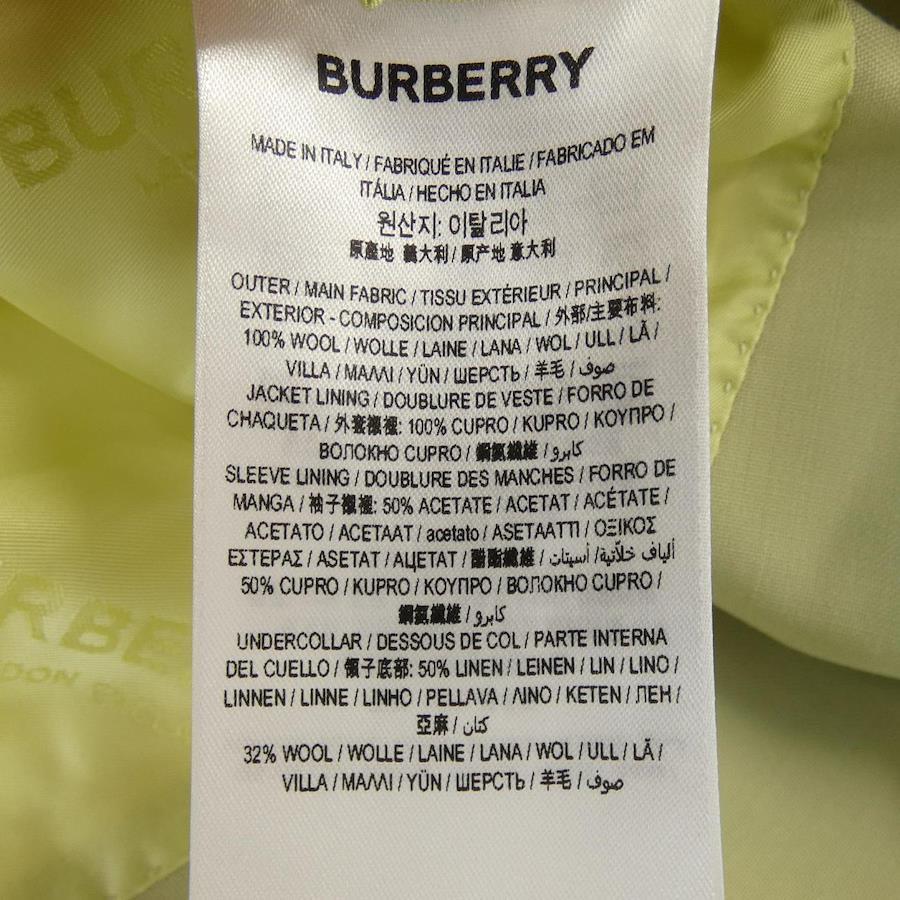 BURBERRY
MADE IN ITALY / FABRIQUÉ EN ITALIE / FABRICADO EM
ITÁLIA / HECHO EN ITALIA
원산지: 이탈리아
原產地 義大利 / 原产地 意大利
OUTER / MAIN FABRIC / TISSU EXTÉRIEUR / PRINCIPAL /
EXTERIOR - COMPOSICION PRINCIPAL / 外部/主要布料:
100% WOOL / WOLLE / LAINE / LANA / WOL / ULL / LÃ /
VILLA / ΜΑΛΛΙ / YÜN / ШЕРСТЬ / 羊毛 / صوف
JACKET LINING / DOUBLURE DE VESTE / FORRO DE
CHAQUETA / 外套襯裡: 100% CUPRO / KUPRO / ΚΟΥΠΡΟ /
ВОЛОКНО CUPRO / 銅氨纖維 / كابرو
SLEEVE LINING / DOUBLURE DES MANCHES / FORRO DE
MANGA / 袖子襯裡: 50% ACETATE / ACETAT / ACÉTATE /
ACETATO / ACETAAT / acetato / ASETAATTI / ΟΞΙΚΟΣ
ΕΣΤΕΡΑΣ / ASETAT / АЦЕТАТ / 醋酯纖維 / ألياف خلاّتية/ أسيتات
50% CUPRO / KUPRO / ΚΟΥΠΡΟ / ВОЛОКНО CUPRO /
銅氨纖維 / كابرو
UNDERCOLLAR / DESSOUS DE COL / PARTE INTERNA
DEL CUELLO / 領子底部: 50% LINEN / LEINEN / LIN / LINO /
LINNEN / LINNE / LINHO / PELLAVA / ΛΙΝΟ / KETEN / ЛЕН /
亞麻 / كتان
32% WOOL / WOLLE / LAINE / LANA / WOL / ULL / LÃ /
VILLA / ΜΑΛΛΙ / YÜN / ШЕРСТЬ / 羊毛 / صوف